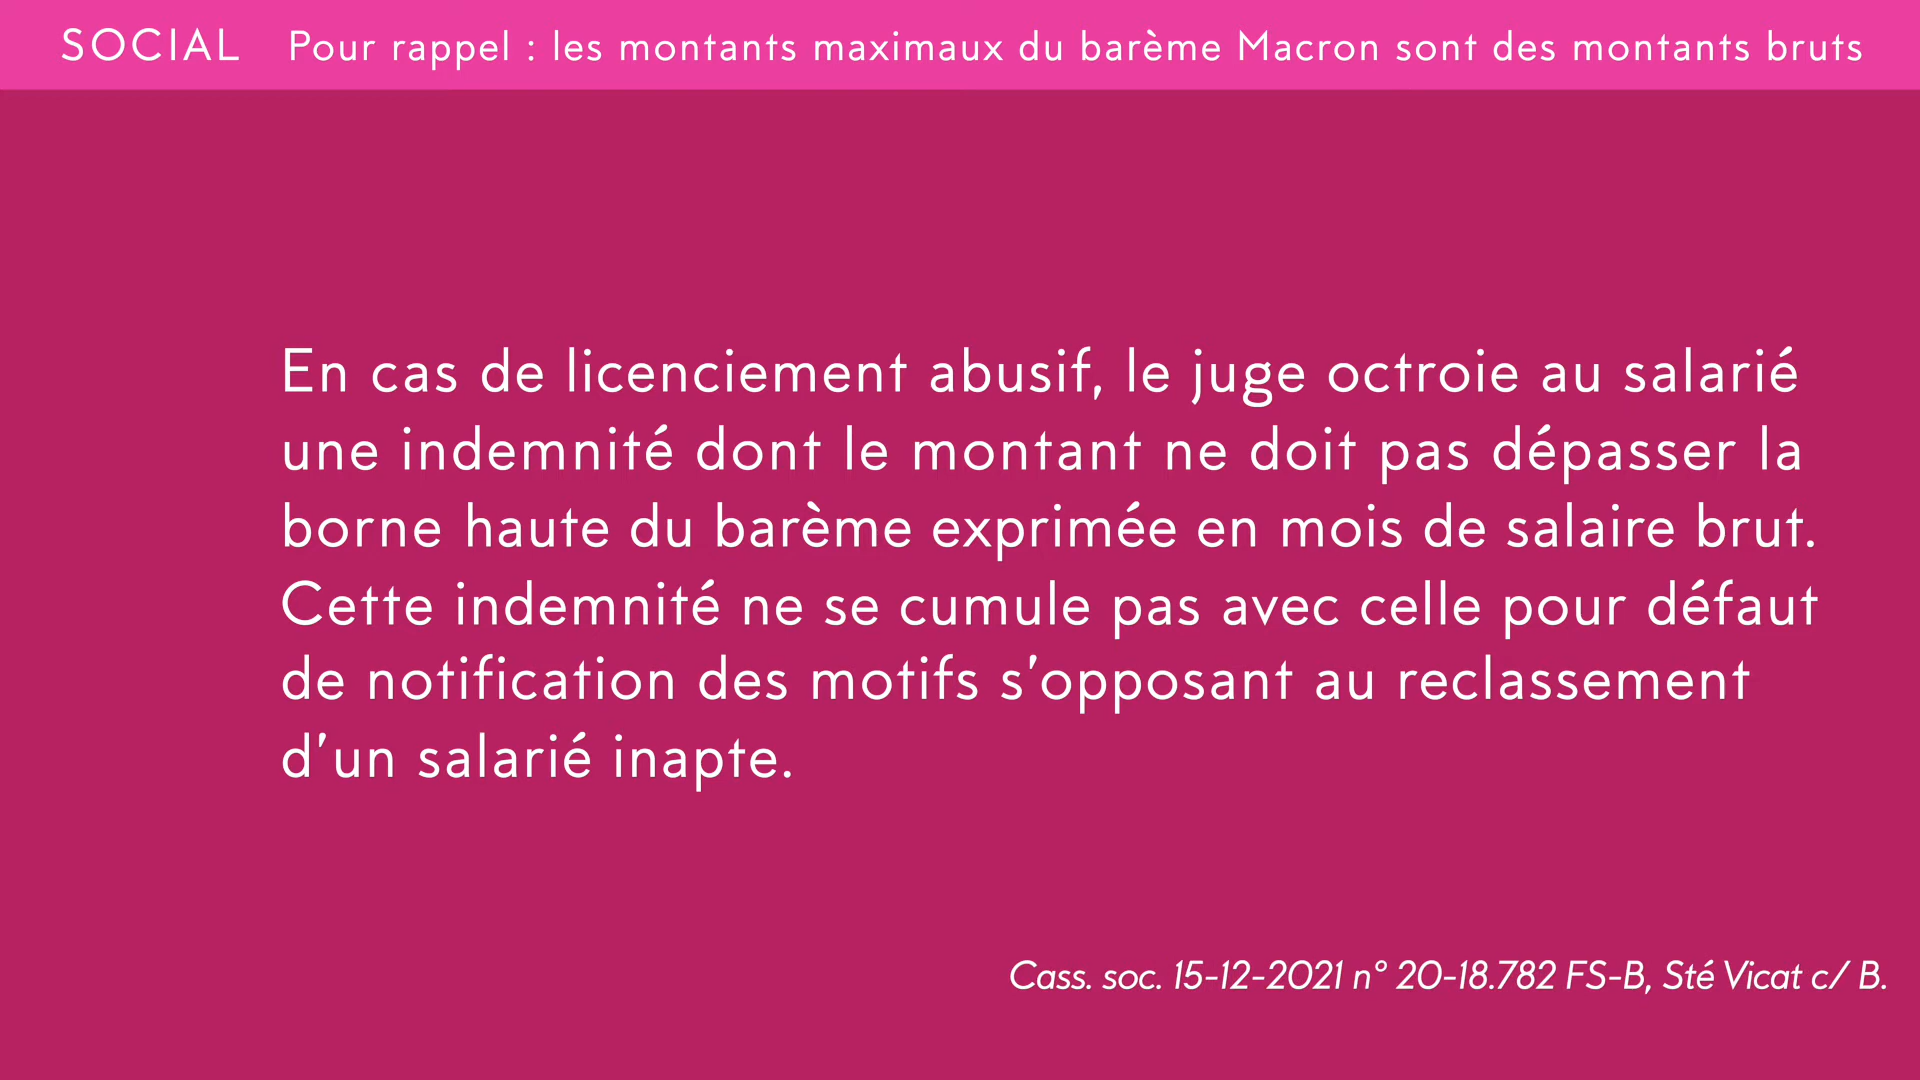 SOCIAL Pour rappel : les montants maximaux du barème Macron sont des montants bruts
En cas de licenciement abusif, le juge octroie au salarié
une indemnité dont le montant ne doit pas dépasser la
borne haute du barème exprimée en mois de salaire brut.
Cette indemnité ne se cumule pas avec celle pour défaut
de notification des motifs s’opposant au reclassement
d’un salarié inapte.
Cass. soc. 15-12-2021 n° 20-18.782 FS-B, Sté Vicat c/ B.